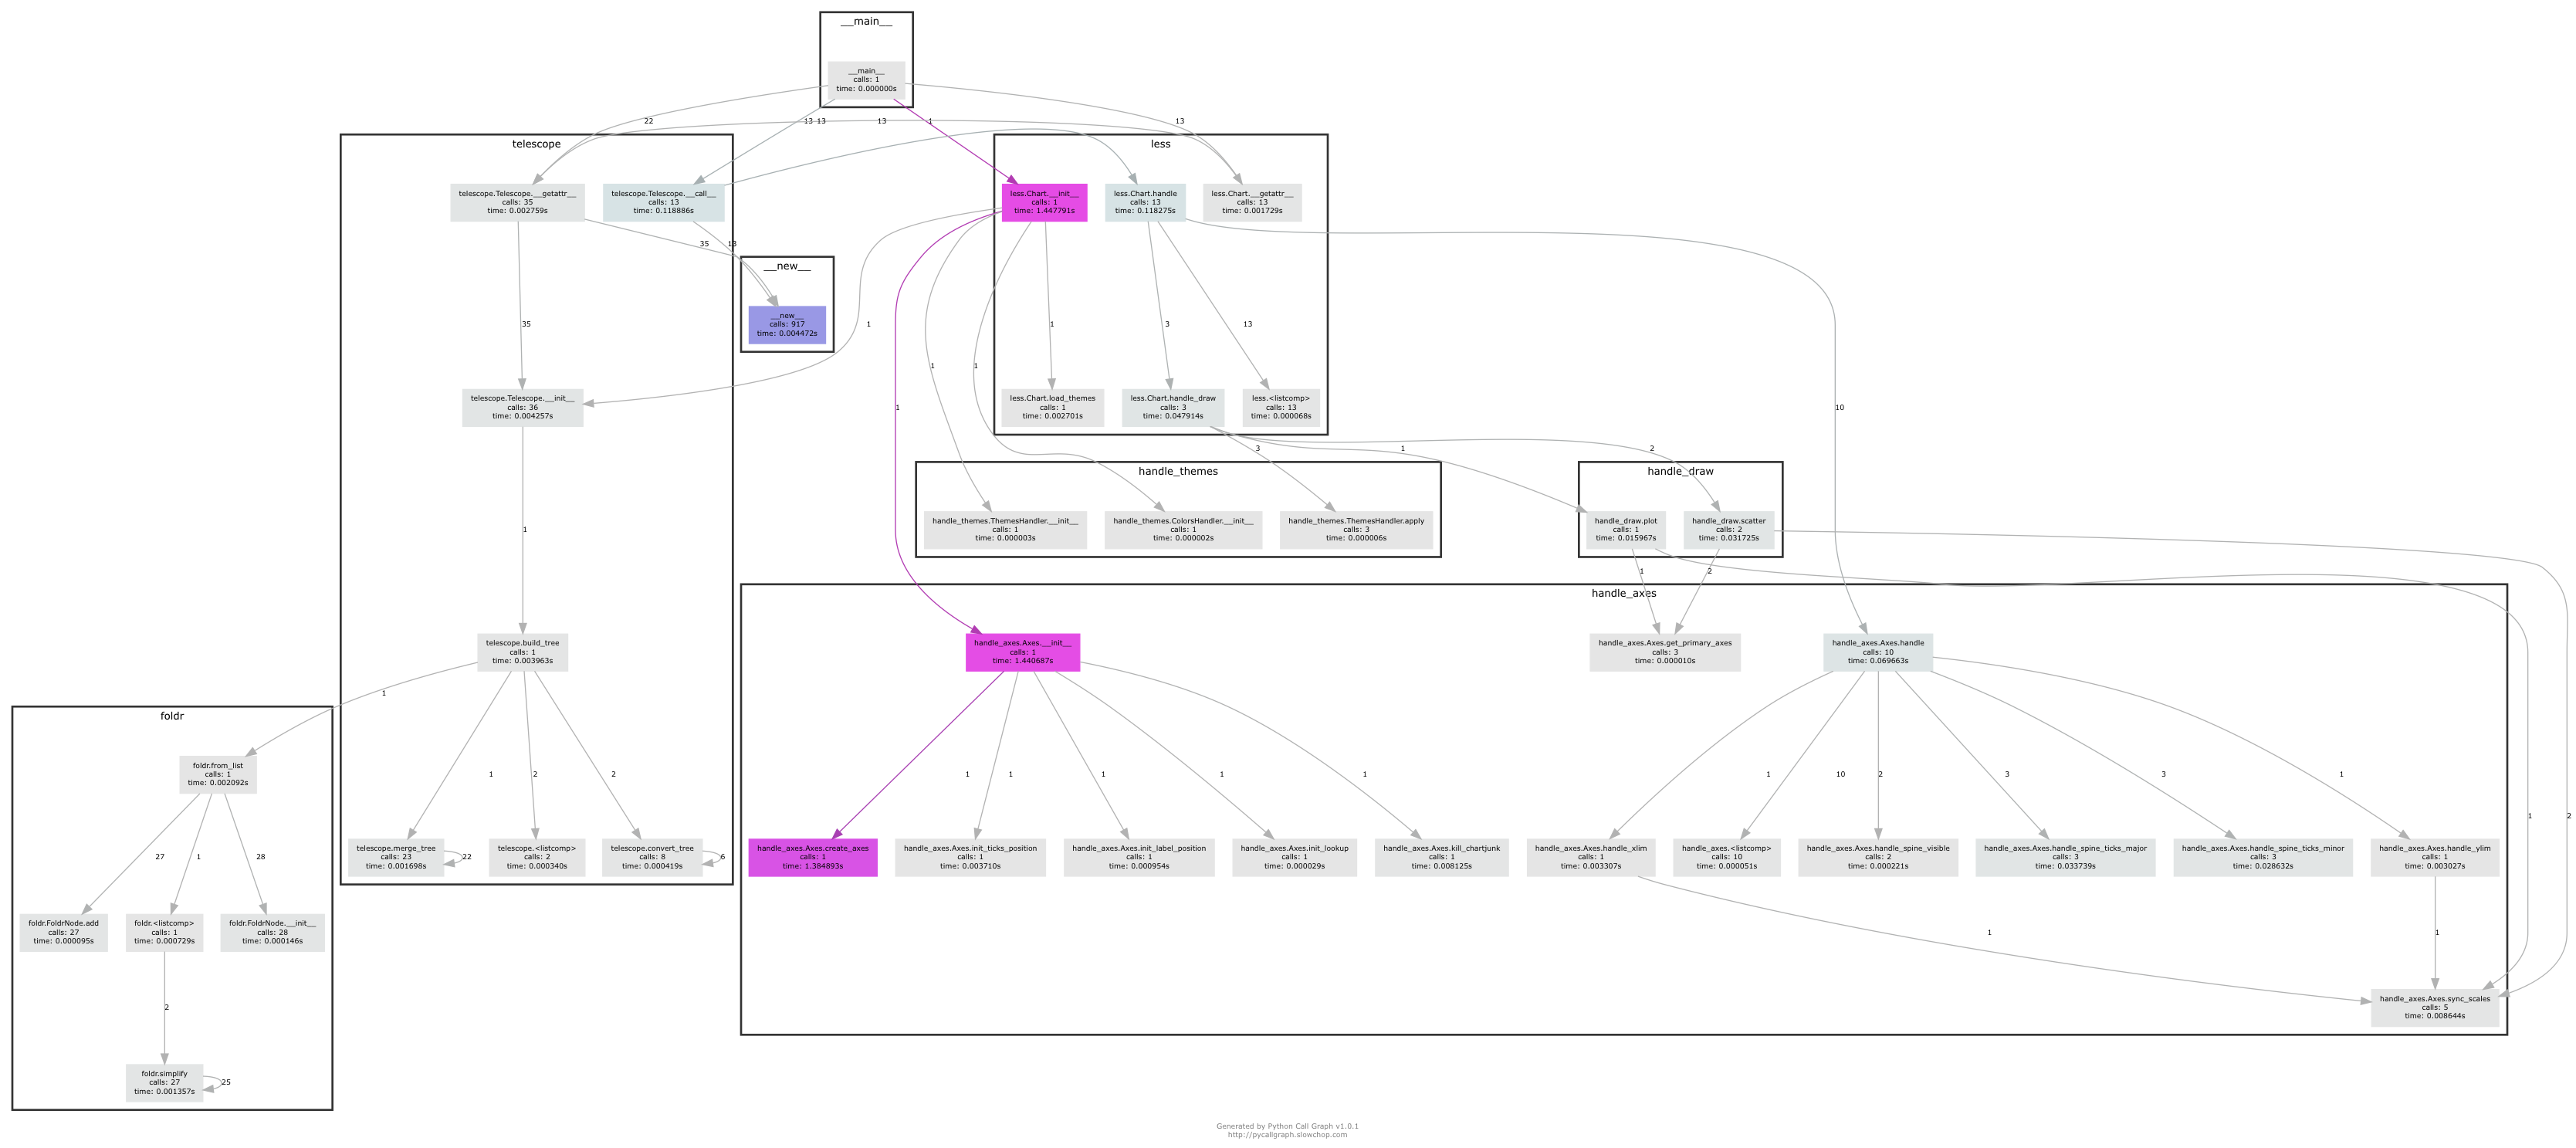 __main__
__main__
calls: 1
time: 0.000000s
22
13
13
13
1
13
telescope
telescope.Telescope.__getattr__
calls: 35
time: 0.002759s
telescope.Telescope.__call__
calls: 13
time: 0.118886s
less
less.Chart.__init__
calls: 1
time: 1.447791s
less.Chart.handle
calls: 13
time: 0.118275s
less.Chart.__getattr__
calls: 13
time: 0.001729s
35
13
__new__
__new__
calls: 917
time: 0.004472s
35
1
1
1
1
3
13
1
10
telescope.Telescope.__init__
calls: 36
time: 0.004257s
less.Chart.load_themes
calls: 1
time: 0.002701s
less.Chart.handle_draw
calls: 3
time: 0.047914s
less.<listcomp>
calls: 13
time: 0.000068s
3
1
2
handle_themes
handle_themes.ThemesHandler.__init__
calls: 1
time: 0.000003s
handle_themes.ColorsHandler.__init__
calls: 1
time: 0.000002s
handle_themes.ThemesHandler.apply
calls: 3
time: 0.000006s
handle_draw
handle_draw.plot
calls: 1
time: 0.015967s
handle_draw.scatter
calls: 2
time: 0.031725s
1
1
2
handle_axes
telescope.build_tree
calls: 1
time: 0.003963s
handle_axes.Axes.__init__
calls: 1
time: 1.440687s
handle_axes.Axes.get_primary_axes
calls: 3
time: 0.000010s
handle_axes.Axes.handle
calls: 10
time: 0.069663s
1
foldr
foldr.from_list
calls: 1
time: 0.002092s
1
2
2
1
1
1
1
1
1
10
2
3
3
1
telescope.merge_tree
calls: 23
time: 0.001698s
22
telescope.<listcomp>
calls: 2
time: 0.000340s
telescope.convert_tree
calls: 8
time: 0.000419s
6
handle_axes.Axes.create_axes
calls: 1
time: 1.384893s
handle_axes.Axes.init_ticks_position
calls: 1
time: 0.003710s
handle_axes.Axes.init_label_position
calls: 1
time: 0.000954s
handle_axes.Axes.init_lookup
calls: 1
time: 0.000029s
handle_axes.Axes.kill_chartjunk
calls: 1
time: 0.008125s
handle_axes.Axes.handle_xlim
calls: 1
time: 0.003307s
handle_axes.<listcomp>
calls: 10
time: 0.000051s
handle_axes.Axes.handle_spine_visible
calls: 2
time: 0.000221s
handle_axes.Axes.handle_spine_ticks_major
calls: 3
time: 0.033739s
handle_axes.Axes.handle_spine_ticks_minor
calls: 3
time: 0.028632s
handle_axes.Axes.handle_ylim
calls: 1
time: 0.003027s
1
2
27
1
28
foldr.FoldrNode.add
calls: 27
time: 0.000095s
foldr.<listcomp>
calls: 1
time: 0.000729s
foldr.FoldrNode.__init__
calls: 28
time: 0.000146s
1
1
2
handle_axes.Axes.sync_scales
calls: 5
time: 0.008644s
foldr.simplify
calls: 27
time: 0.001357s
25
Generated by Python Call Graph v1.0.1
http://pycallgraph.slowchop.com